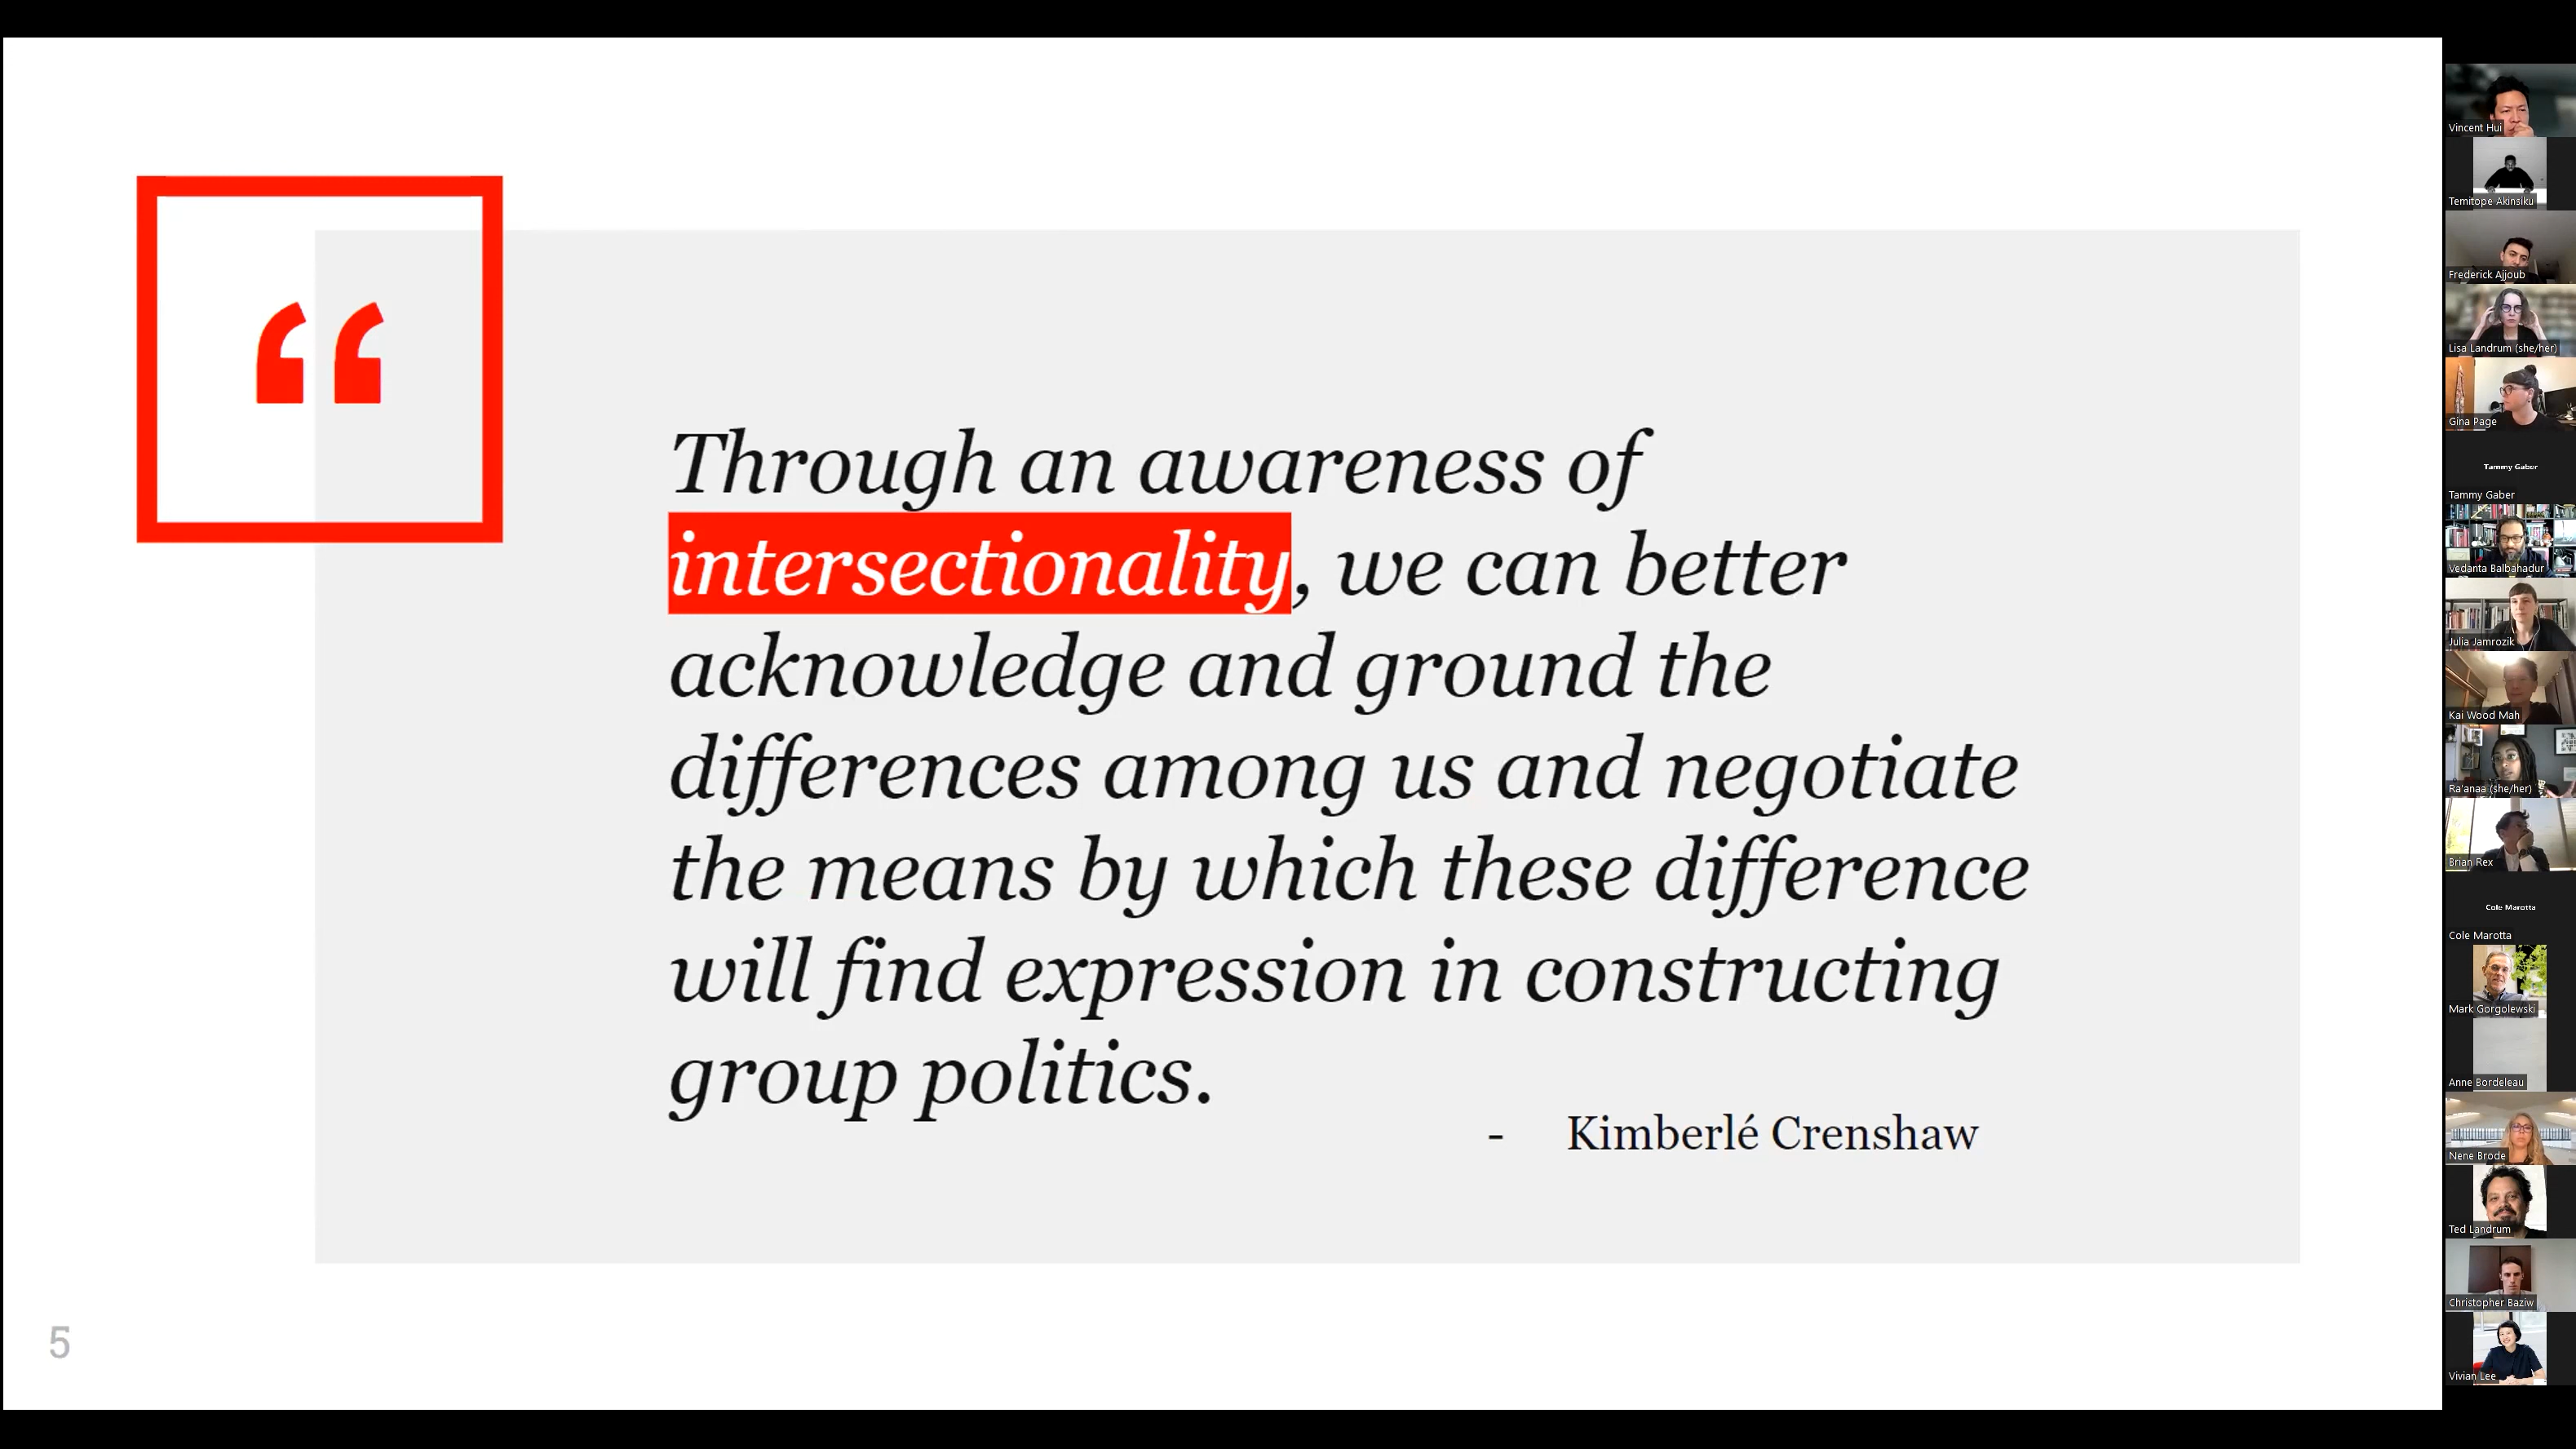 “
Through an awareness of
intersectionality, we can better
acknowledge and ground the
differences among us and negotiate
the means by which these difference
will find expression in constructing
group politics.
- Kimberlé Crenshaw
5
Vincent Hui
Temitope Akinsiku
Frederick Ajjoub
Lisa Landrum (she/her)
Gina Page
Tammy Gaber
Tammy Gaber
Vedanta Balbahadur
Julia Jamrozik
Kai Wood Mah
Ra'anaa (she/her)
Brian Rex
Cole Marotta
Cole Marotta
Mark Gorgolewski
Anne Bordeleau
Nene Brode
Ted Landrum
Christopher Baziw
Vivian Lee